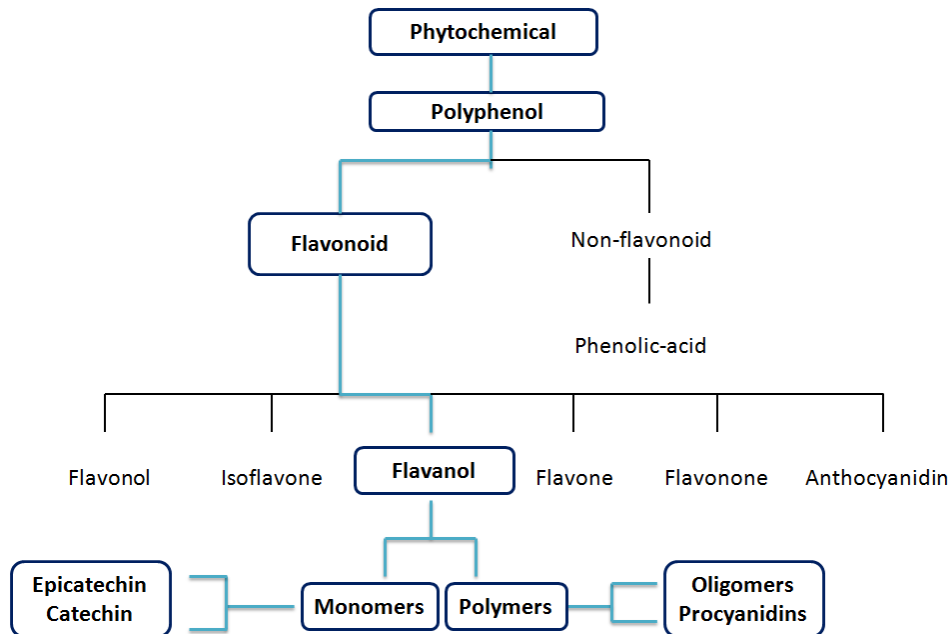 Phytochemical
Polyphenol
Flavonoid
Non-flavonoid
Phenolic-acid
Flavonol
Isoflavone
Flavanol
Flavone
Flavonone
Anthocyanidin
Epicatechin
Catechin
Monomers
Polymers
Oligomers
Procyanidins